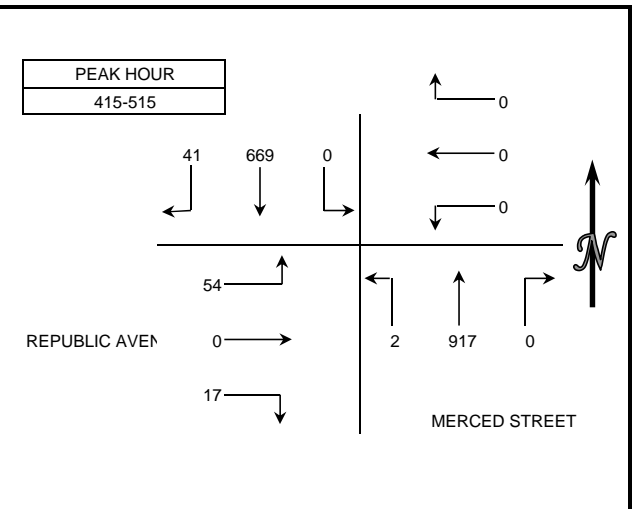 PEAK HOUR
415-515
0
41 669 0
0
0
54
N
REPUBLIC AVEN 0
2 917 0
17
MERCED STREET